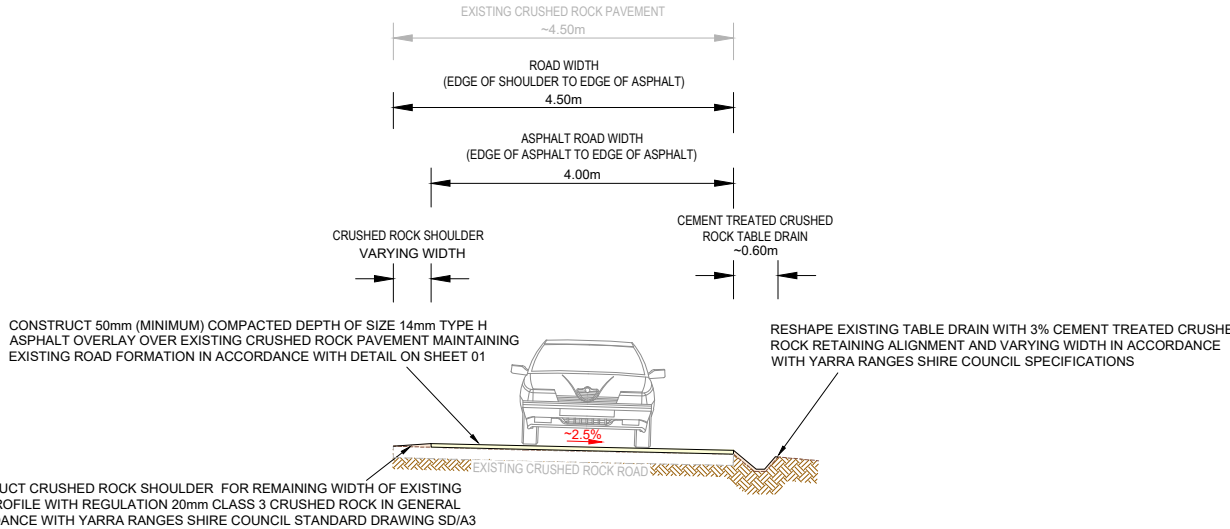 EXISTING CRUSHED ROCK PAVEMENT
~4.50m
ROAD WIDTH
(EDGE OF SHOULDER TO EDGE OF ASPHALT)
4.50m
ASPHALT ROAD WIDTH
(EDGE OF ASPHALT TO EDGE OF ASPHALT)
4.00m
CRUSHED ROCK SHOULDER
VARYING WIDTH
CEMENT TREATED CRUSHED
ROCK TABLE DRAIN
~0.60m
CONSTRUCT 50mm (MINIMUM) COMPACTED DEPTH OF SIZE 14mm TYPE H
ASPHALT OVERLAY OVER EXISTING CRUSHED ROCK PAVEMENT MAINTAINING
EXISTING ROAD FORMATION IN ACCORDANCE WITH DETAIL ON SHEET 01
RESHAPE EXISTING TABLE DRAIN WITH 3% CEMENT TREATED CRUSHE
ROCK RETAINING ALIGNMENT AND VARYING WIDTH IN ACCORDANCE
WITH YARRA RANGES SHIRE COUNCIL SPECIFICATIONS
~2.5%
EXISTING CRUSHED ROCK ROAD
UCT CRUSHED ROCK SHOULDER FOR REMAINING WIDTH OF EXISTING
ROFILE WITH REGULATION 20mm CLASS 3 CRUSHED ROCK IN GENERAL
DANCE WITH YARRA RANGES SHIRE COUNCIL STANDARD DRAWING SD/A3